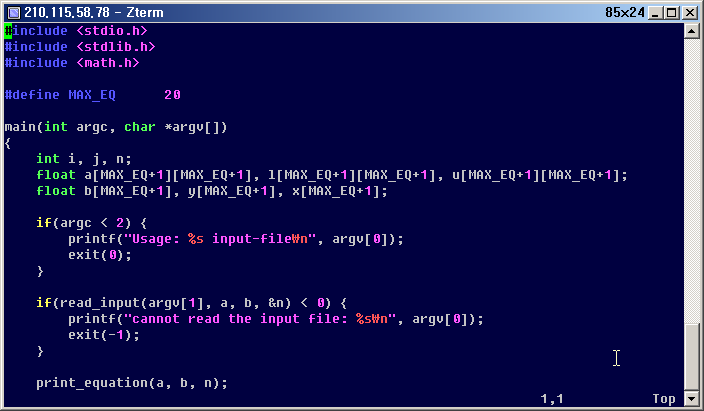 210.115.58.78 - Zterm 85×24
#include <stdio.h>
#include <stdlib.h>
#include <math.h>
#define MAX_EQ      20
main(int argc, char *argv[])
{
    int i, j, n;
    float a[MAX_EQ+1][MAX_EQ+1], l[MAX_EQ+1][MAX_EQ+1], u[MAX_EQ+1][MAX_EQ+1];
    float b[MAX_EQ+1], y[MAX_EQ+1], x[MAX_EQ+1];
    if(argc < 2) {
        printf("Usage: %s input-file₩n", argv[0]);
        exit(0);
    }
    if(read_input(argv[1], a, b, &n) < 0) {
        printf("cannot read the input file: %s₩n", argv[0]);
        exit(-1);
    }
    print_equation(a, b, n);
1,1 Top